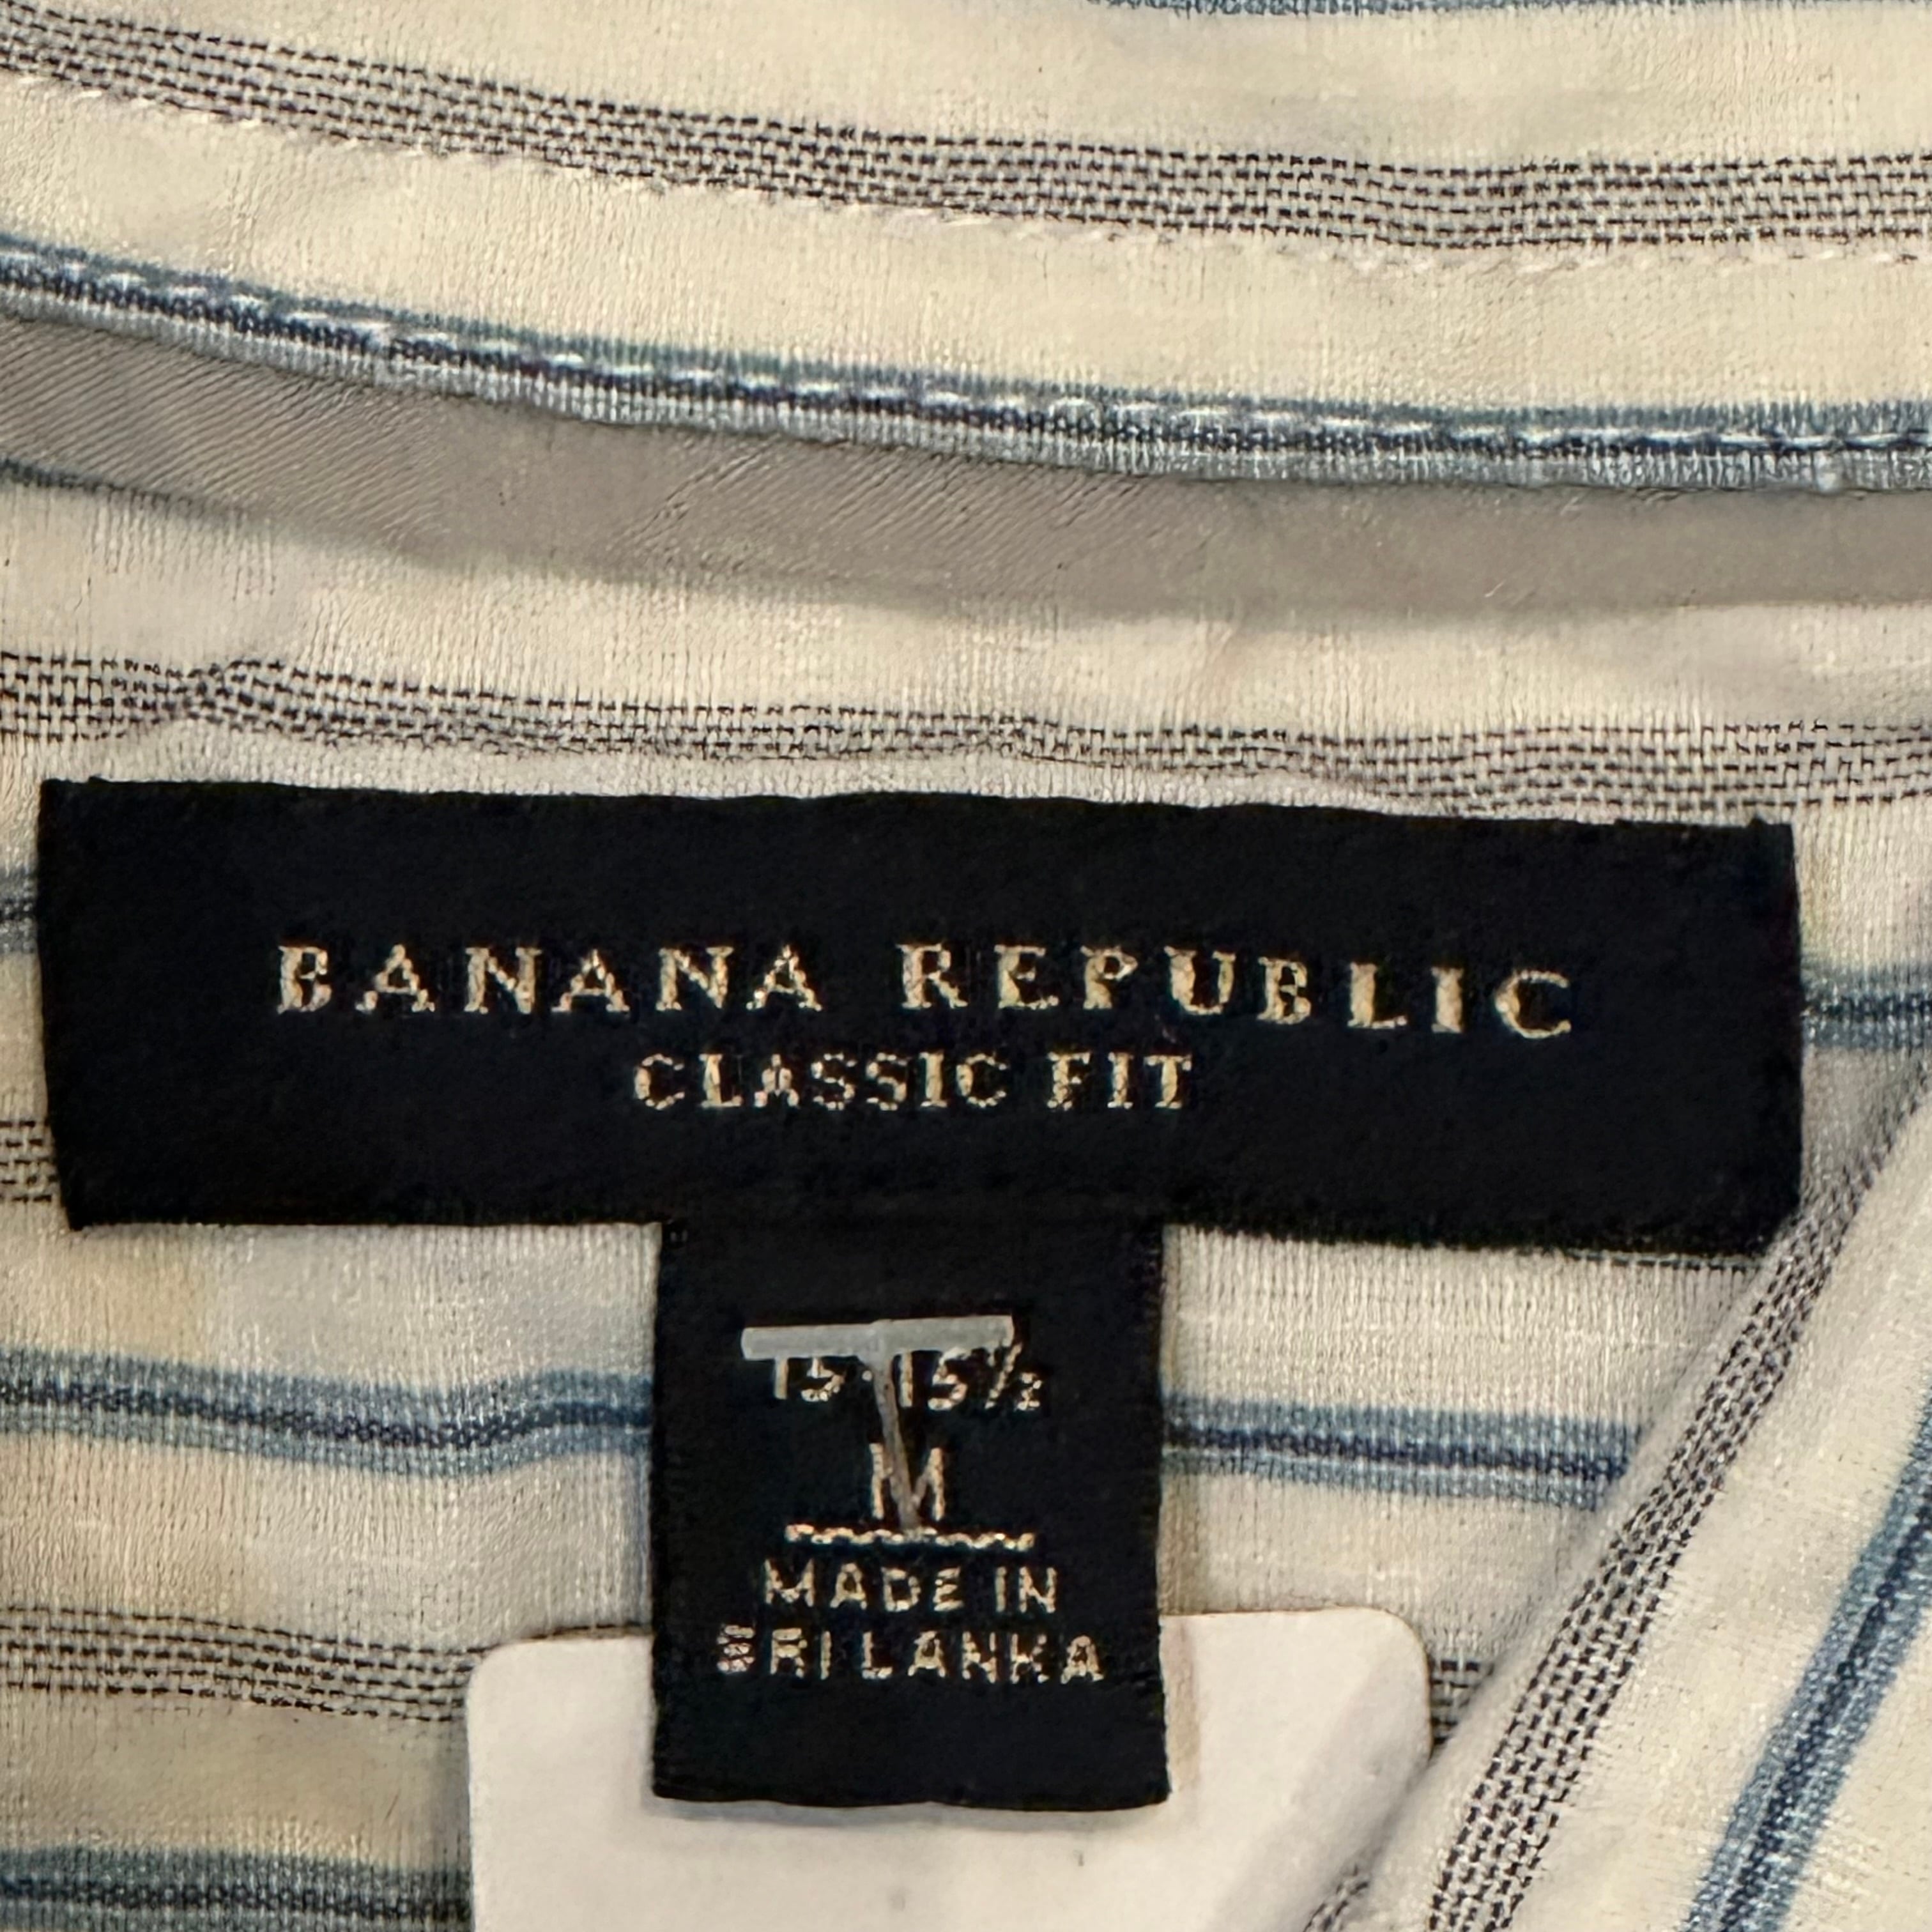 BANANA REPUBLIC
CLASSIC FIT
15-15½
M
MADE IN
SRI LANKA